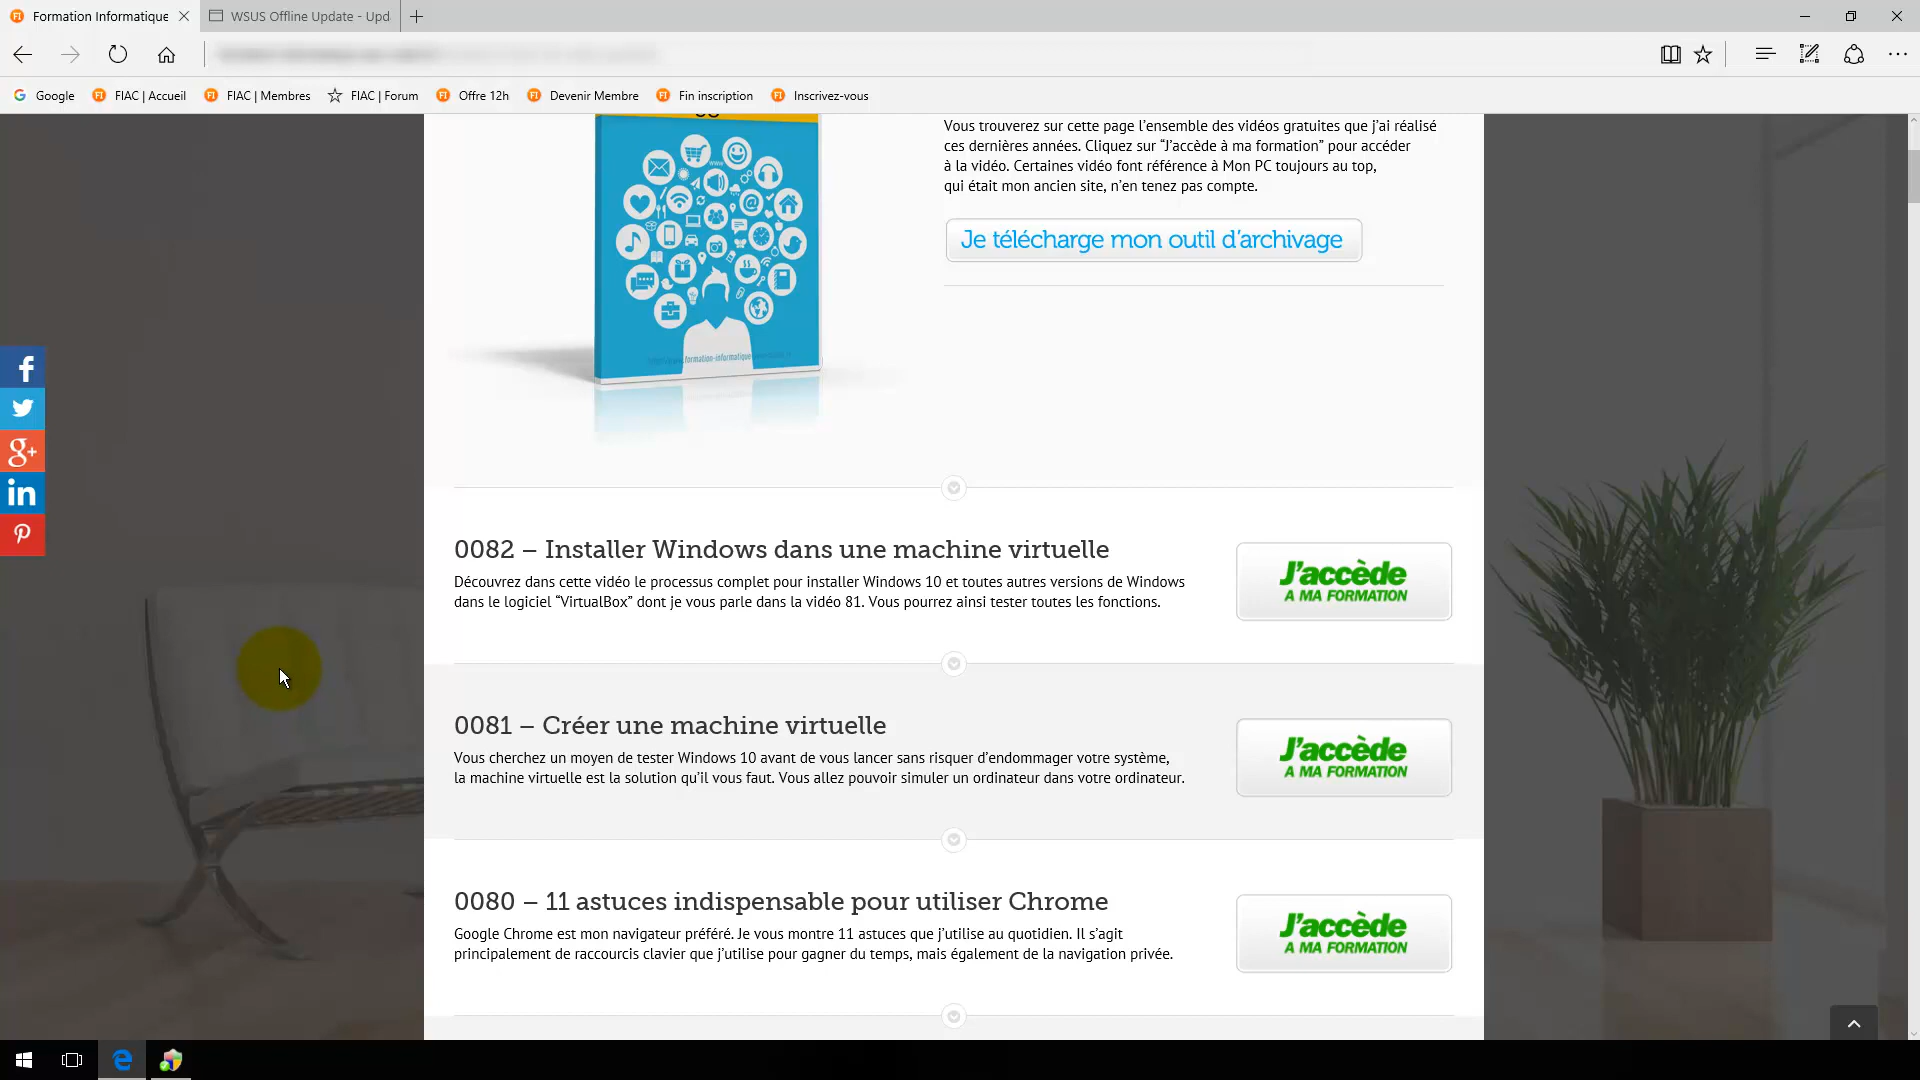 Formation Informatique
WSUS Offline Update - Upd
Google
FIAC | Accueil
FIAC | Membres
FIAC | Forum
Offre 12h
Devenir Membre
Fin inscription
Inscrivez-vous
Vous trouverez sur cette page l’ensemble des vidéos gratuites que j’ai réalisé
ces dernières années. Cliquez sur “J’accède à ma formation” pour accéder
à la vidéo. Certaines vidéo font référence à Mon PC toujours au top,
qui était mon ancien site, n’en tenez pas compte.
Je télécharge mon outil d’archivage
0082 – Installer Windows dans une machine virtuelle
Découvrez dans cette vidéo le processus complet pour installer Windows 10 et toutes autres versions de Windows
dans le logiciel “VirtualBox” dont je vous parle dans la vidéo 81. Vous pourrez ainsi tester toutes les fonctions.
J’accède
A MA FORMATION
0081 – Créer une machine virtuelle
Vous cherchez un moyen de tester Windows 10 avant de vous lancer sans risquer d’endommager votre système,
la machine virtuelle est la solution qu’il vous faut. Vous allez pouvoir simuler un ordinateur dans votre ordinateur.
J’accède
A MA FORMATION
0080 – 11 astuces indispensable pour utiliser Chrome
Google Chrome est mon navigateur préféré. Je vous montre 11 astuces que j’utilise au quotidien. Il s’agit
principalement de raccourcis clavier que j’utilise pour gagner du temps, mais également de la navigation privée.
J’accède
A MA FORMATION